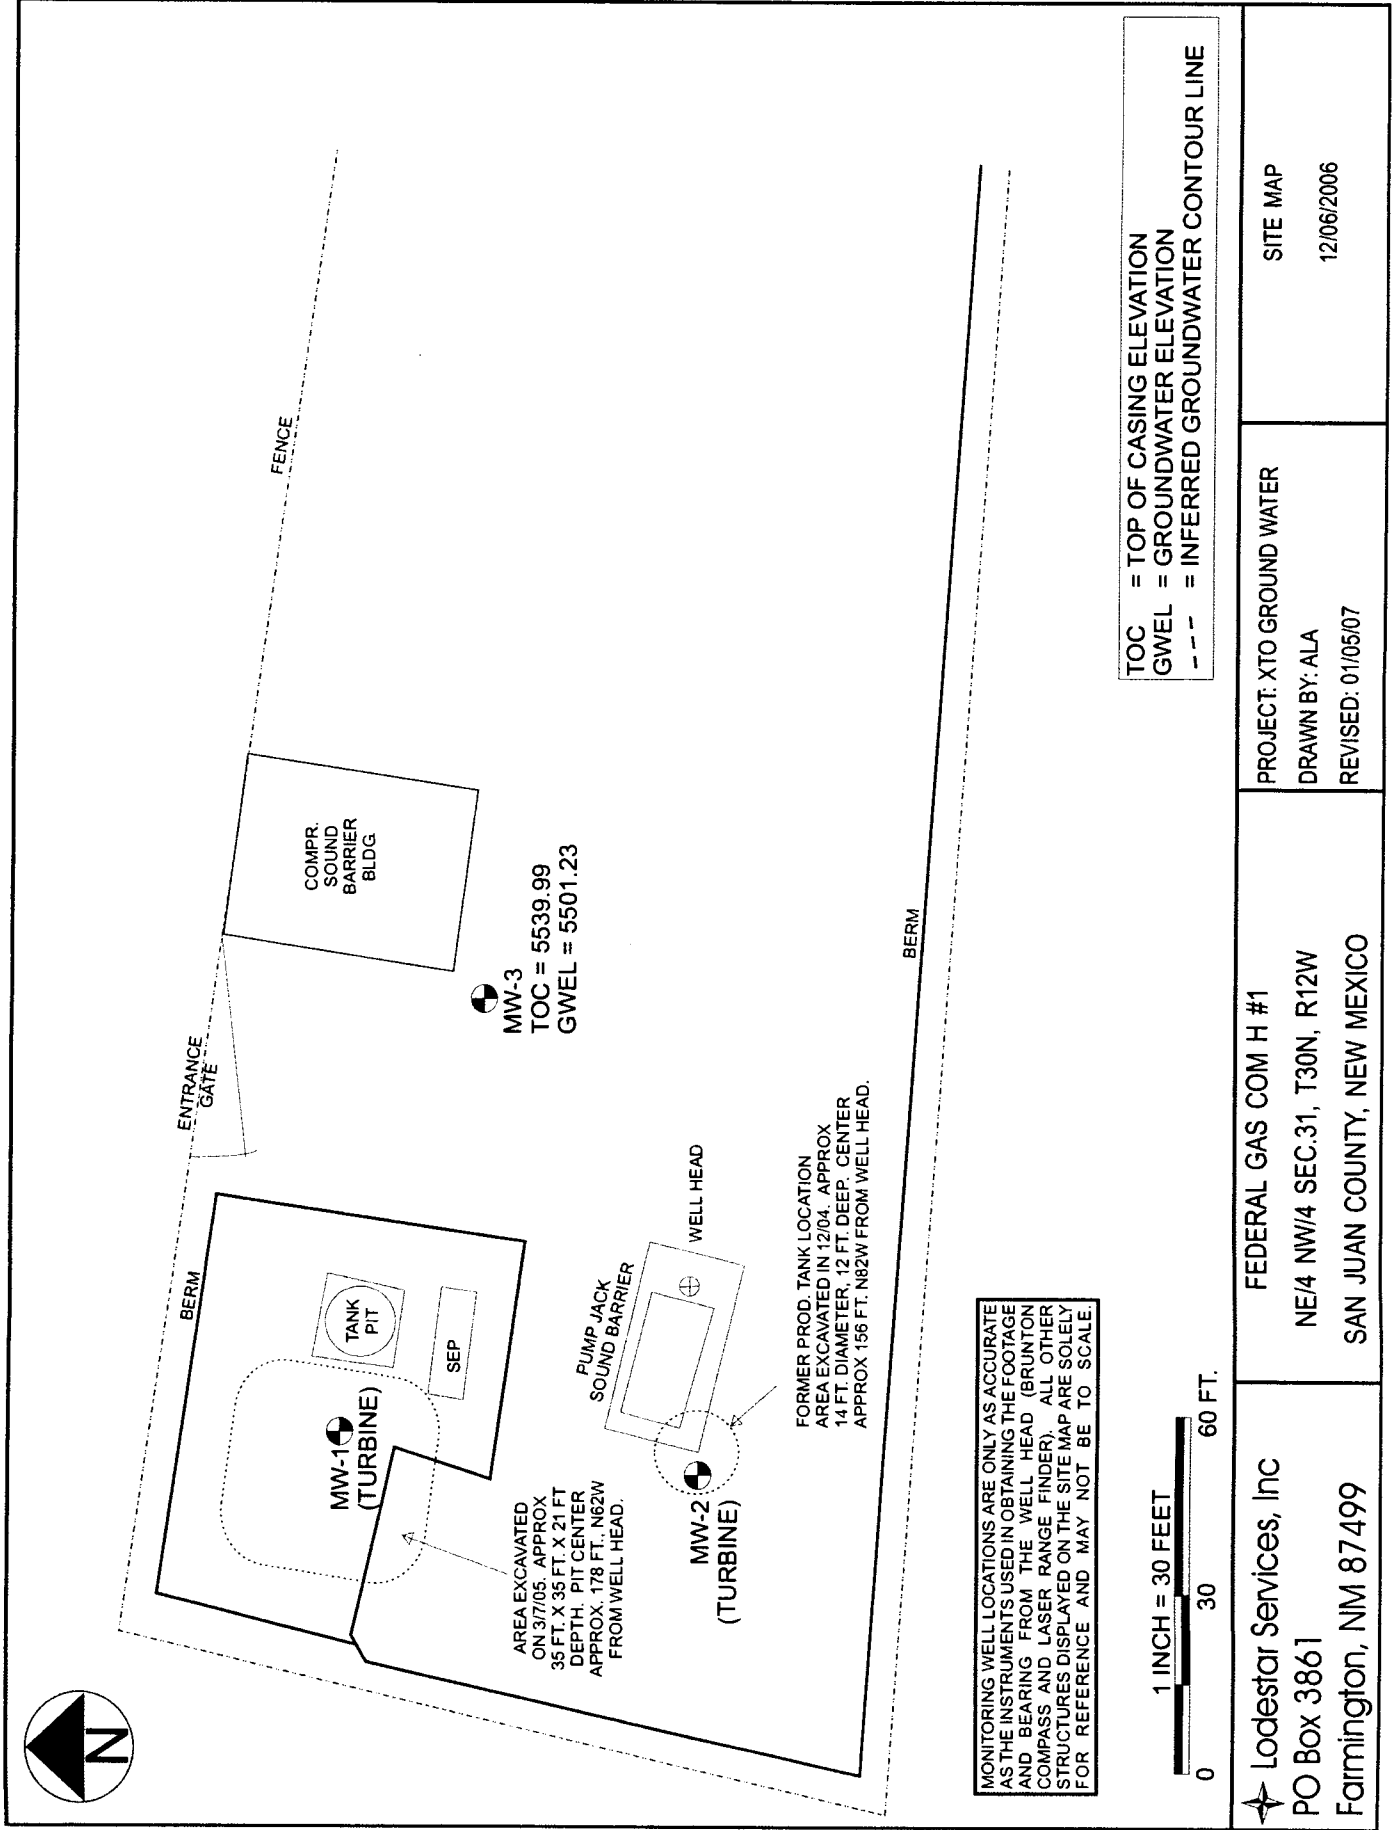 N
BERM
ENTRANCE
GATE
FENCE
TANK
PIT
SEP
MW-1
(TURBINE)
COMPR.
SOUND
BARRIER
BLDG
MW-3
TOC = 5539.99
GWEL = 5501.23
AREA EXCAVATED
ON 3/7/05. APPROX
35 FT. X 35 FT. X 21 FT
DEPTH. PIT CENTER
APPROX. 178 FT., N62W
FROM WELL HEAD.
PUMP JACK
SOUND BARRIER
WELL HEAD
MW-2
(TURBINE)
FORMER PROD. TANK LOCATION
AREA EXCAVATED IN 12/04. APPROX
14 FT. DIAMETER, 12 FT. DEEP. CENTER
APPROX 156 FT. N82W FROM WELL HEAD.
BERM
MONITORING WELL LOCATIONS ARE ONLY AS ACCURATE
AS THE INSTRUMENTS USED IN OBTAINING THE FOOTAGE
AND BEARING FROM THE WELL HEAD (BRUNTON
COMPASS AND LASER RANGE FINDER). ALL OTHER
STRUCTURES DISPLAYED ON THE SITE MAP ARE SOLELY
FOR REFERENCE AND MAY NOT BE TO SCALE.
TOC = TOP OF CASING ELEVATION
GWEL = GROUNDWATER ELEVATION
--- = INFERRED GROUNDWATER CONTOUR LINE
1 INCH = 30 FEET
0 30 60 FT.
Lodestar Services, Inc
PO Box 3861
Farmington, NM 87499
FEDERAL GAS COM H #1
NE/4 NW/4 SEC.31, T30N, R12W
SAN JUAN COUNTY, NEW MEXICO
PROJECT: XTO GROUND WATER
DRAWN BY: ALA
REVISED: 01/05/07
SITE MAP
12/06/2006